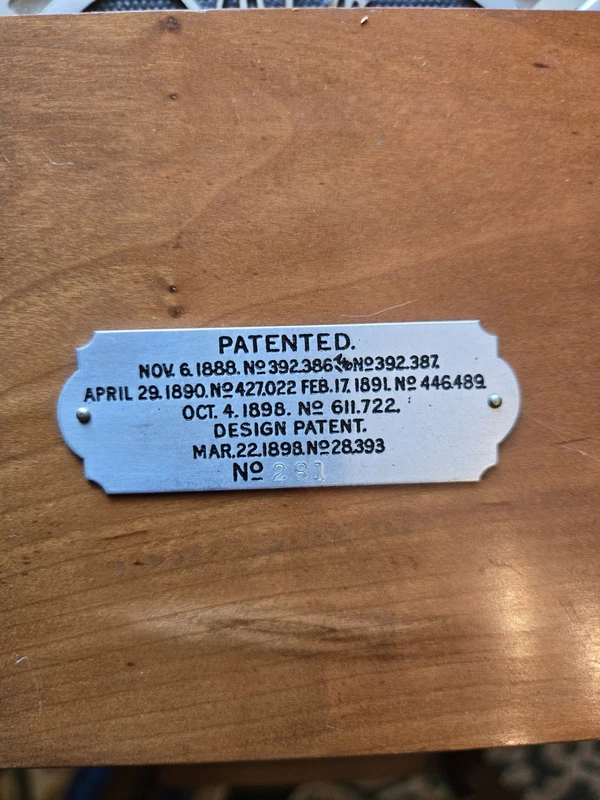 PATENTED.
NOV. 6. 1888. No 392.386 & No 392.387.
APRIL 29. 1890. No 427.022 FEB. 17. 1891. No 446.489.
OCT. 4. 1898. No 611.722.
DESIGN PATENT.
MAR. 22. 1898. No 28.393
No 281